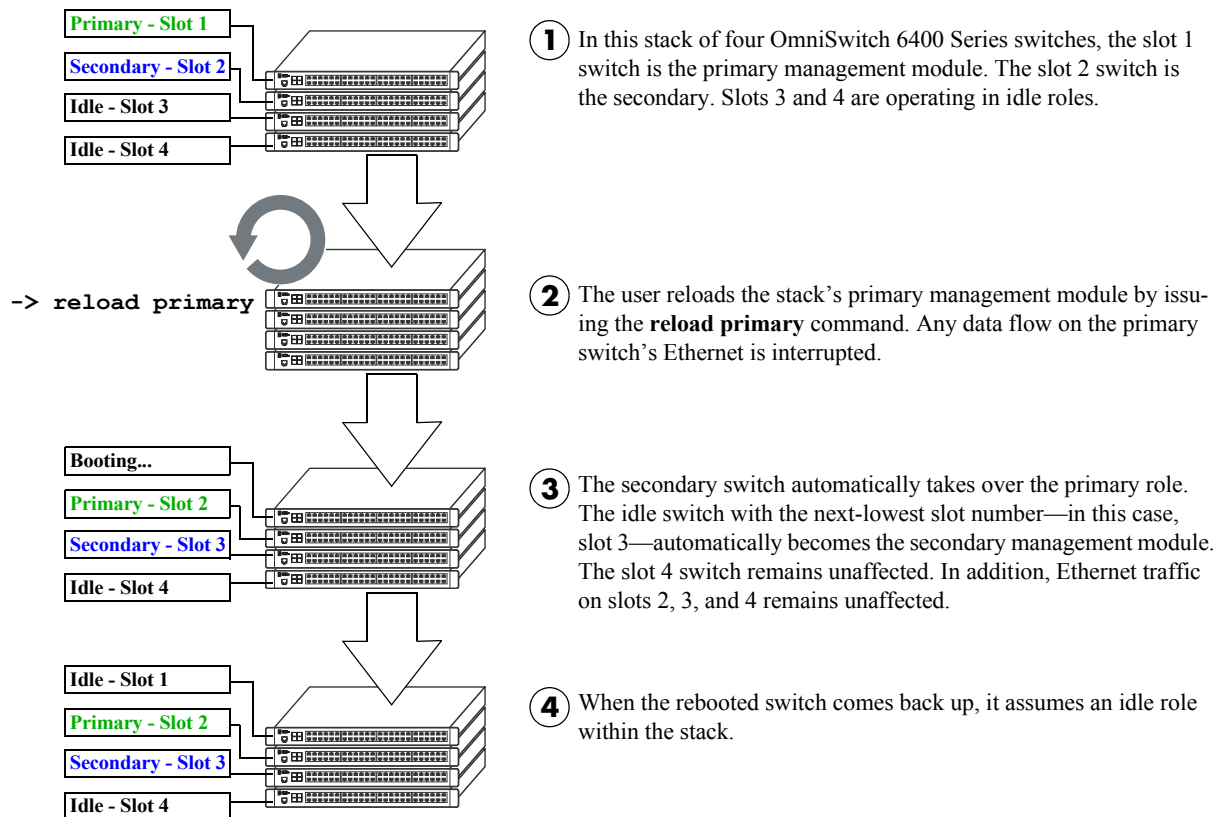 Primary - Slot 1
Secondary - Slot 2
Idle - Slot 3
Idle - Slot 4
1 In this stack of four OmniSwitch 6400 Series switches, the slot 1
switch is the primary management module. The slot 2 switch is
the secondary. Slots 3 and 4 are operating in idle roles.
-> reload primary
2 The user reloads the stack’s primary management module by issu-
ing the reload primary command. Any data flow on the primary
switch’s Ethernet is interrupted.
Booting...
Primary - Slot 2
Secondary - Slot 3
Idle - Slot 4
3 The secondary switch automatically takes over the primary role.
The idle switch with the next-lowest slot number—in this case,
slot 3—automatically becomes the secondary management module.
The slot 4 switch remains unaffected. In addition, Ethernet traffic
on slots 2, 3, and 4 remains unaffected.
Idle - Slot 1
Primary - Slot 2
Secondary - Slot 3
Idle - Slot 4
4 When the rebooted switch comes back up, it assumes an idle role
within the stack.